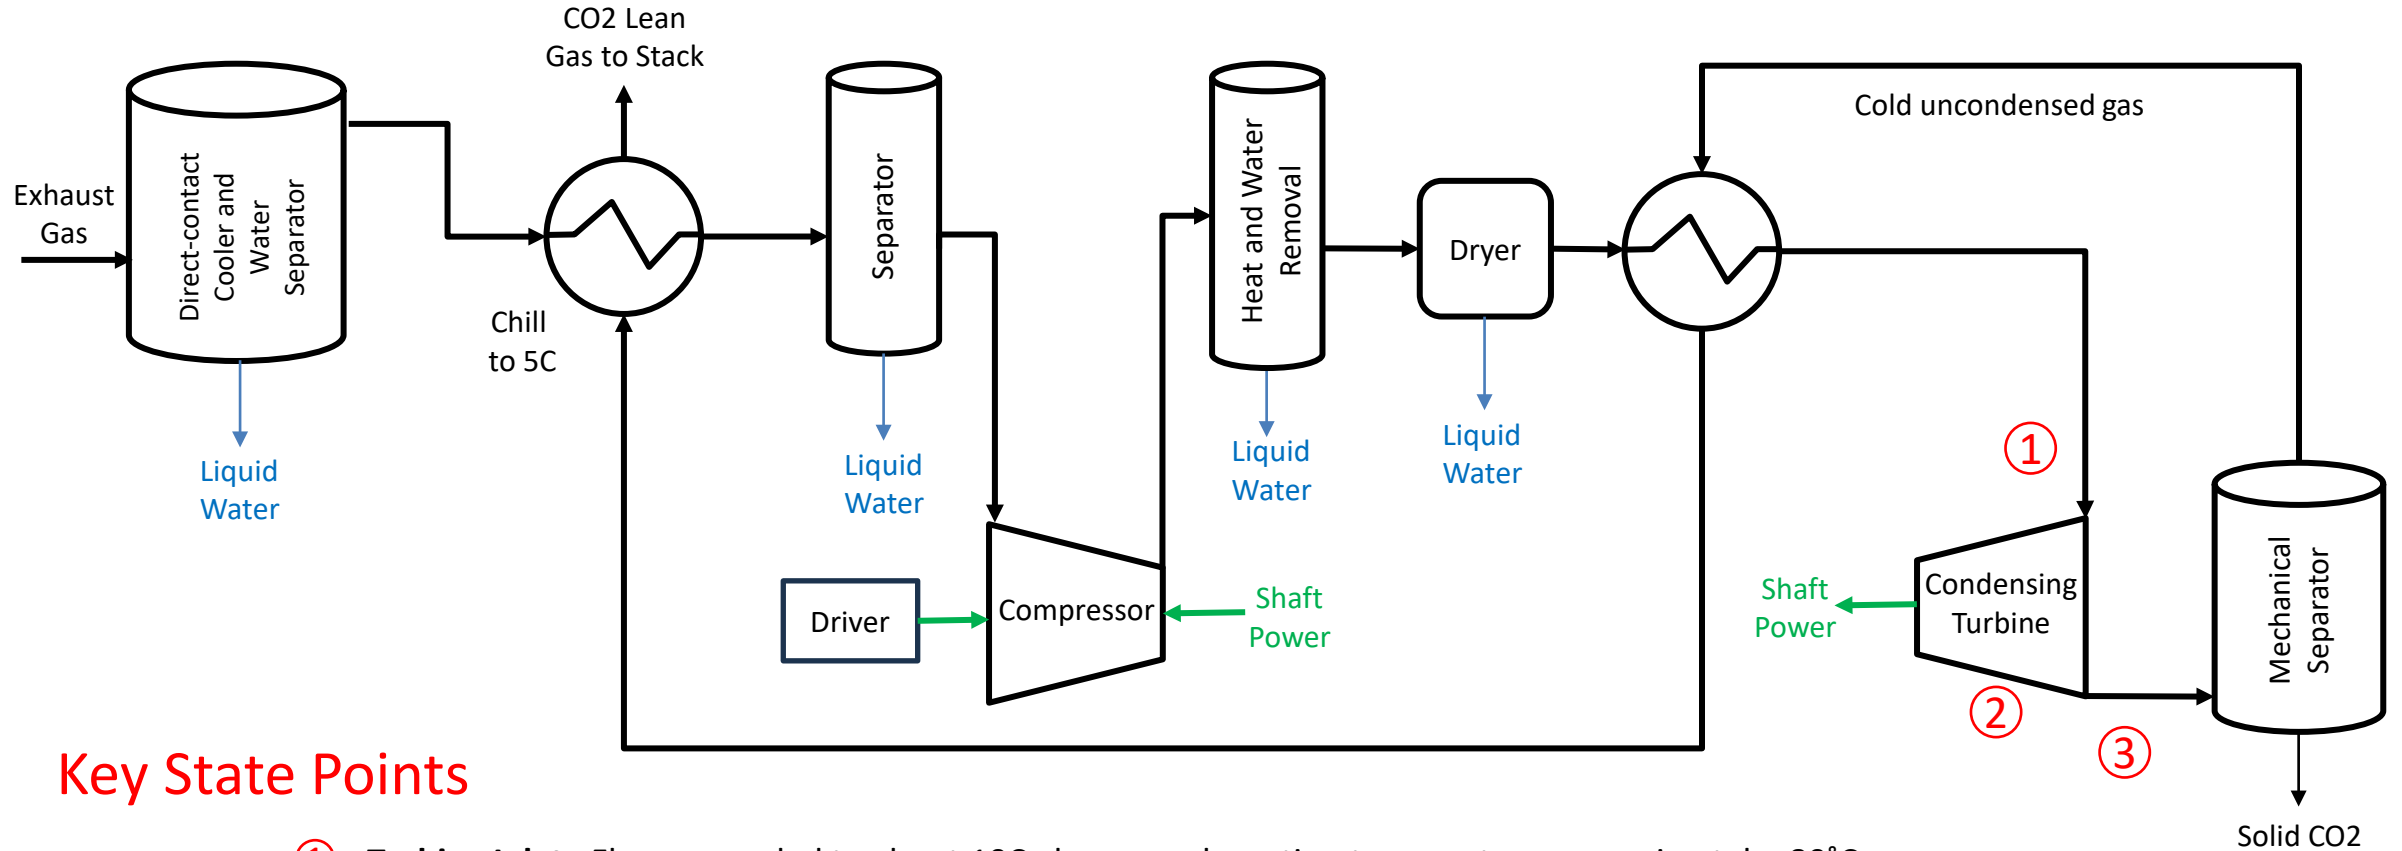 CO2 Lean
Gas to Stack
Exhaust
Gas
Direct-contact
Cooler and
Water
Separator
Liquid
Water
Chill
to 5C
Separator
Liquid
Water
Driver
Compressor
Shaft
Power
Heat and Water
Removal
Liquid
Water
Dryer
Liquid
Water
Cold uncondensed gas
1
Shaft
Power
Condensing
Turbine
2
3
Mechanical
Separator
Solid CO2
Key State Points